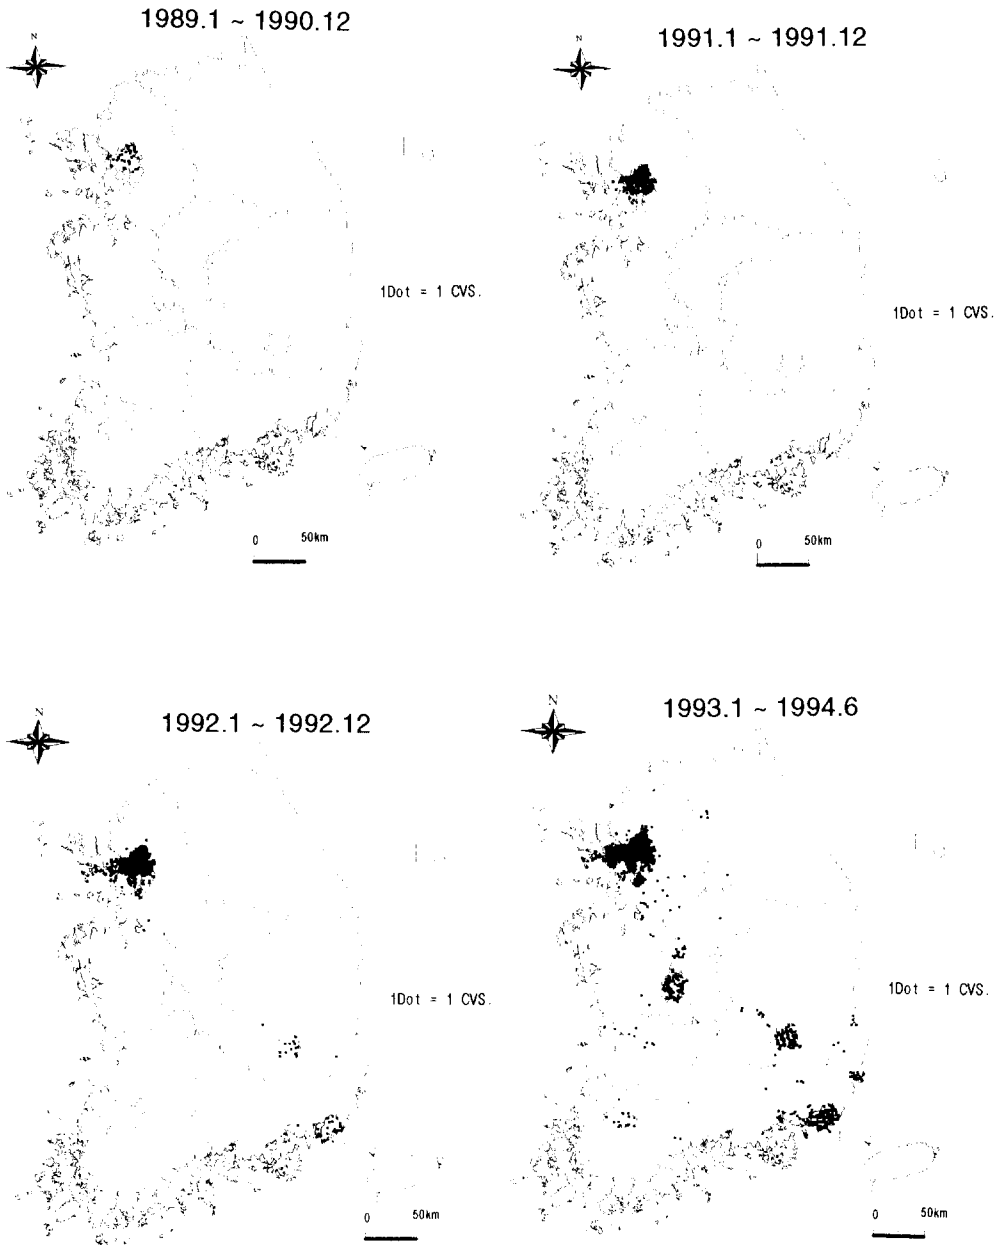 1989.1 ~ 1990.12
N
1Dot = 1 CVS.
0 50km
1991.1 ~ 1991.12
N
1Dot = 1 CVS.
0 50km
1992.1 ~ 1992.12
N
1Dot = 1 CVS.
0 50km
1993.1 ~ 1994.6
N
1Dot = 1 CVS.
0 50km